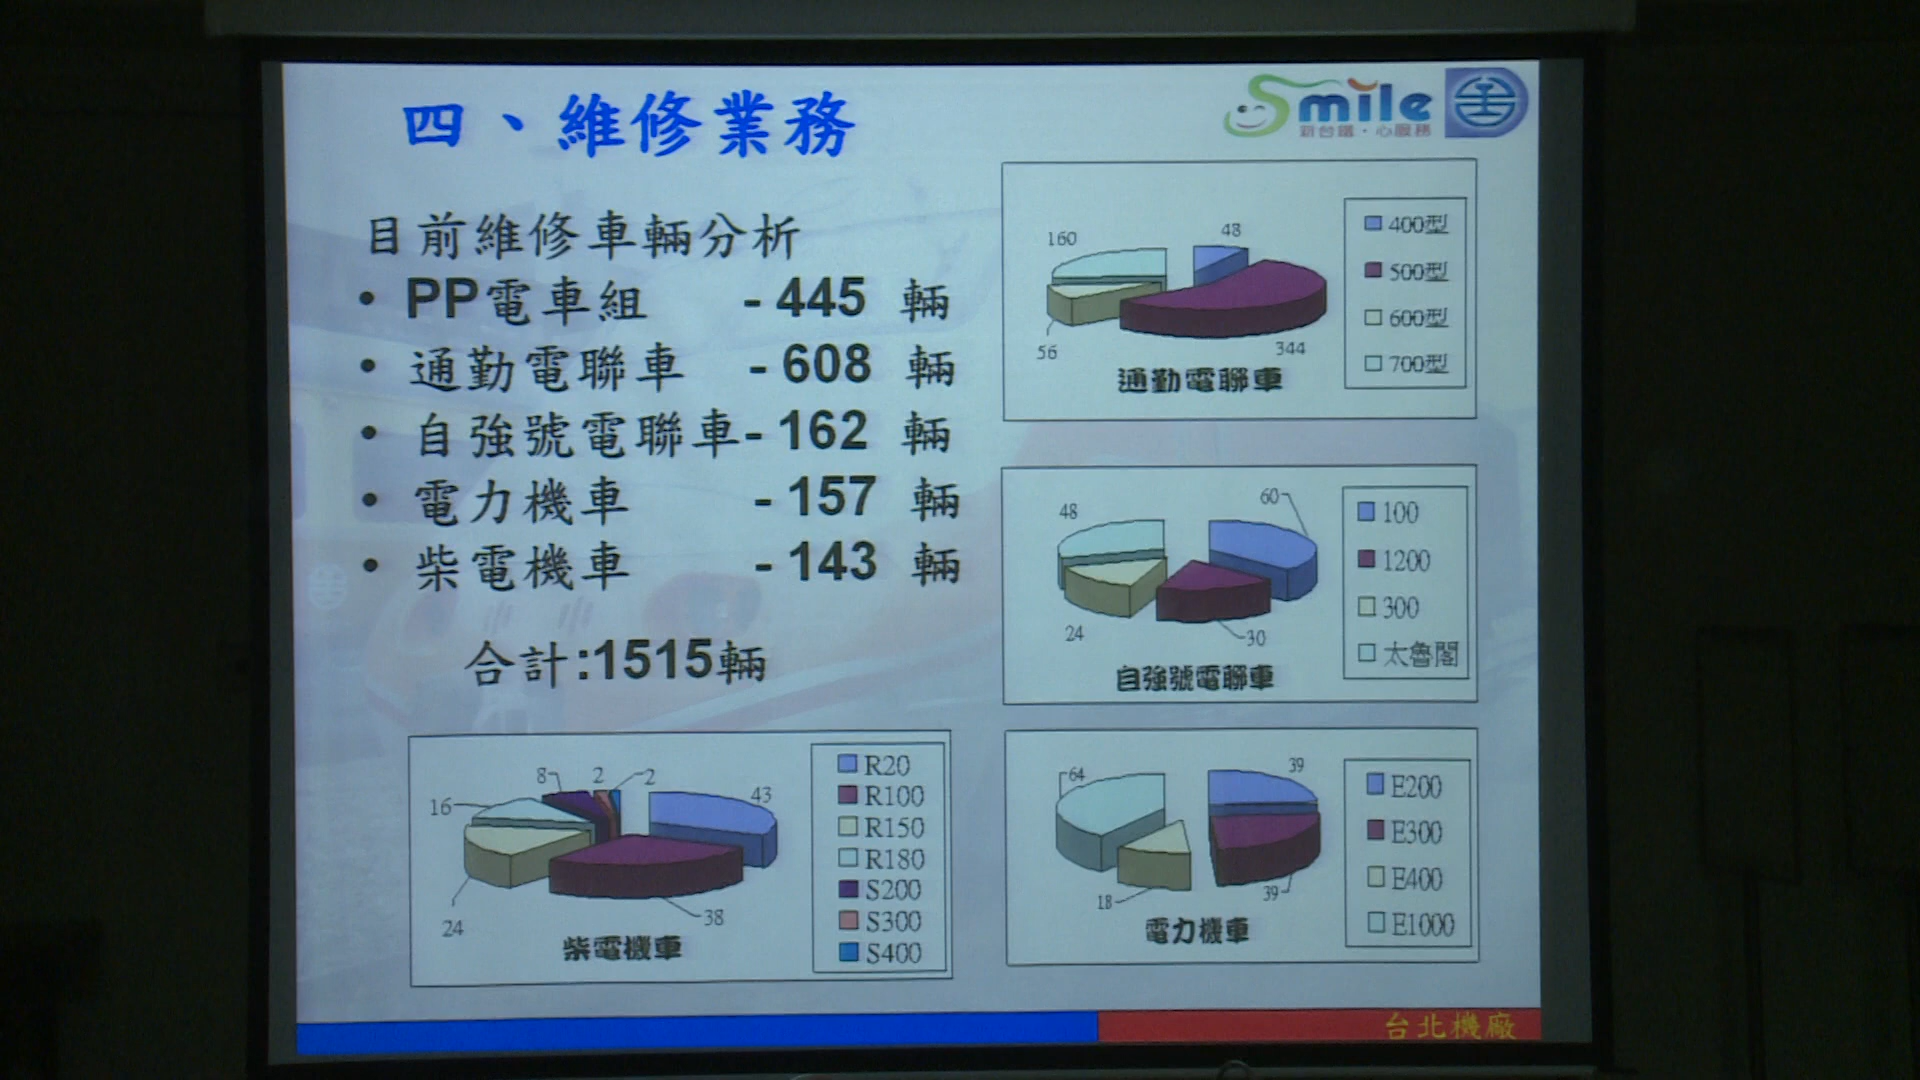 四、維修業務
Smile
新台鐵・心服務
目前維修車輛分析
• PP電車組 - 445 輛
• 通勤電聯車 - 608 輛
• 自強號電聯車- 162 輛
• 電力機車 - 157 輛
• 柴電機車 - 143 輛
合計:1515輛
160
48
56
344
通勤電聯車
400型
500型
600型
700型
48
60
24
30
自強號電聯車
100
1200
300
太魯閣
16
8
2
2
43
24
38
柴電機車
R20
R100
R150
R180
S200
S300
S400
64
39
18
39
電力機車
E200
E300
E400
E1000
台北機廠